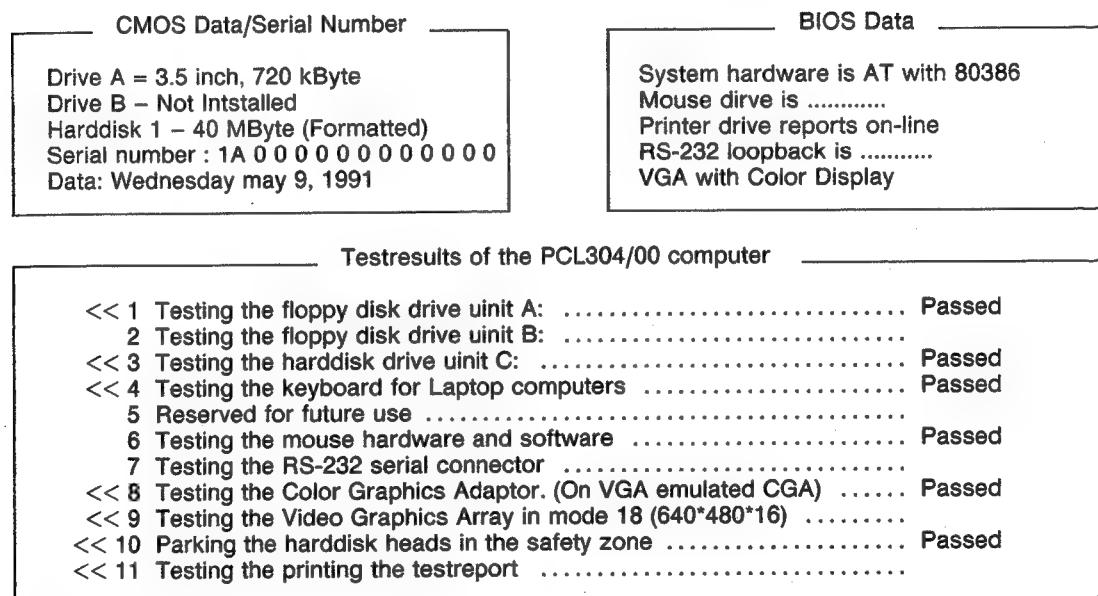 CMOS Data/Serial Number
Drive A = 3.5 inch, 720 kByte
Drive B – Not Intstalled
Harddisk 1 – 40 MByte (Formatted)
Serial number : 1A 0 0 0 0 0 0 0 0 0 0 0 0
Data: Wednesday may 9, 1991
BIOS Data
System hardware is AT with 80386
Mouse dirve is ............
Printer drive reports on-line
RS-232 loopback is ...........
VGA with Color Display
Testresults of the PCL304/00 computer
<< 1 Testing the floppy disk drive uinit A: ................................ Passed
2 Testing the floppy disk drive uinit B: ................................
<< 3 Testing the harddisk drive uinit C: ................................... Passed
<< 4 Testing the keyboard for Laptop computers ........................ Passed
5 Reserved for future use .............................................
6 Testing the mouse hardware and software ......................... Passed
7 Testing the RS-232 serial connector ................................
<< 8 Testing the Color Graphics Adaptor. (On VGA emulated CGA) ...... Passed
<< 9 Testing the Video Graphics Array in mode 18 (640*480*16) .........
<< 10 Parking the harddisk heads in the safety zone ...................... Passed
<< 11 Testing the printing the testreport ..................................